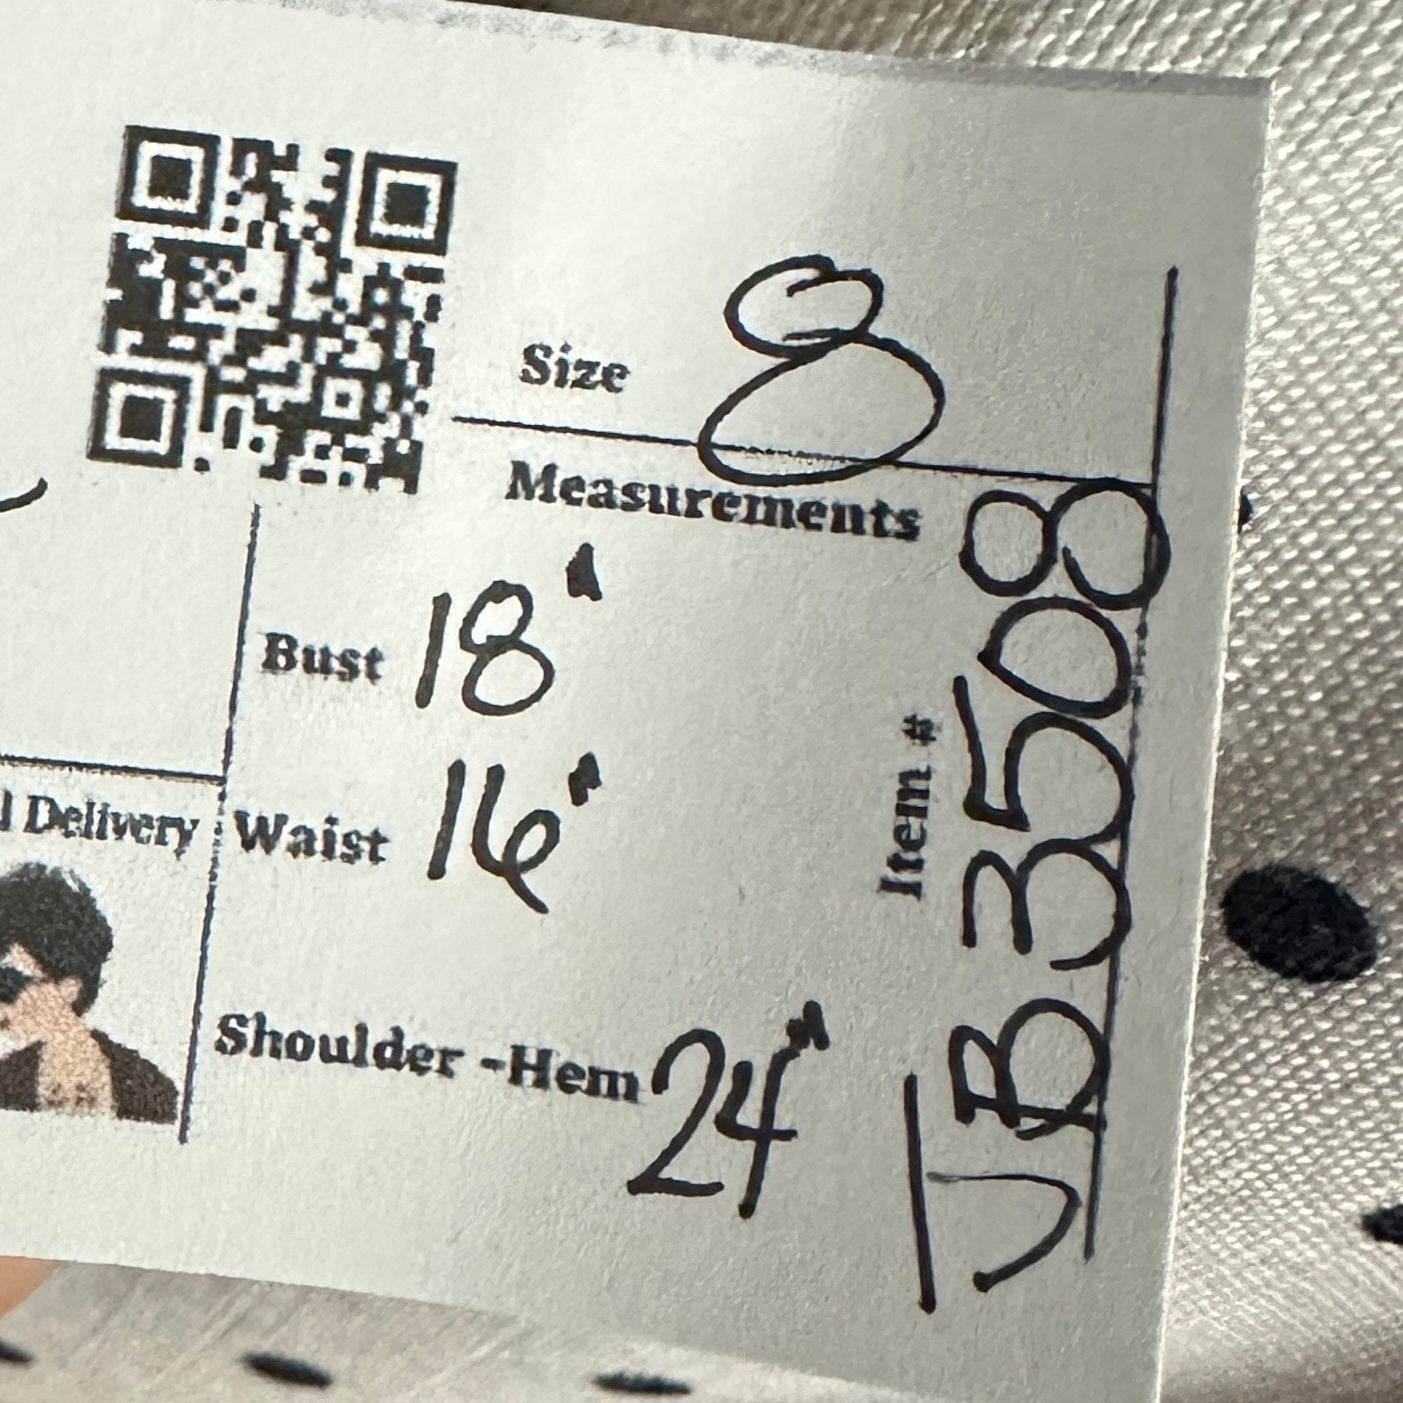 Size 8
Measurements
Bust 18"
Waist 16"
Shoulder -Hem 24"
Delivery
Item #
JB3508